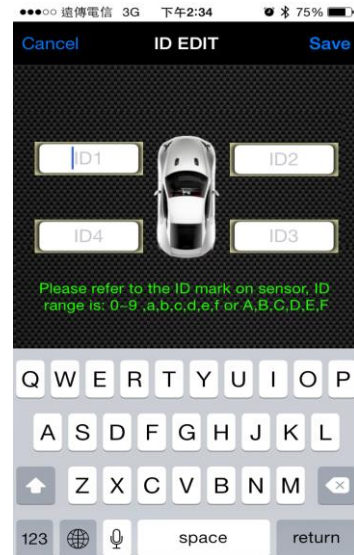 遠傳電信 3G 下午2:34 75%
Cancel ID EDIT Save
ID1 ID2
ID4 ID3
Please refer to the ID mark on sensor, ID
range is: 0~9 ,a,b,c,d,e,f or A,B,C,D,E,F
Q W E R T Y U I O P
A S D F G H J K L
Z X C V B N M
123 space return